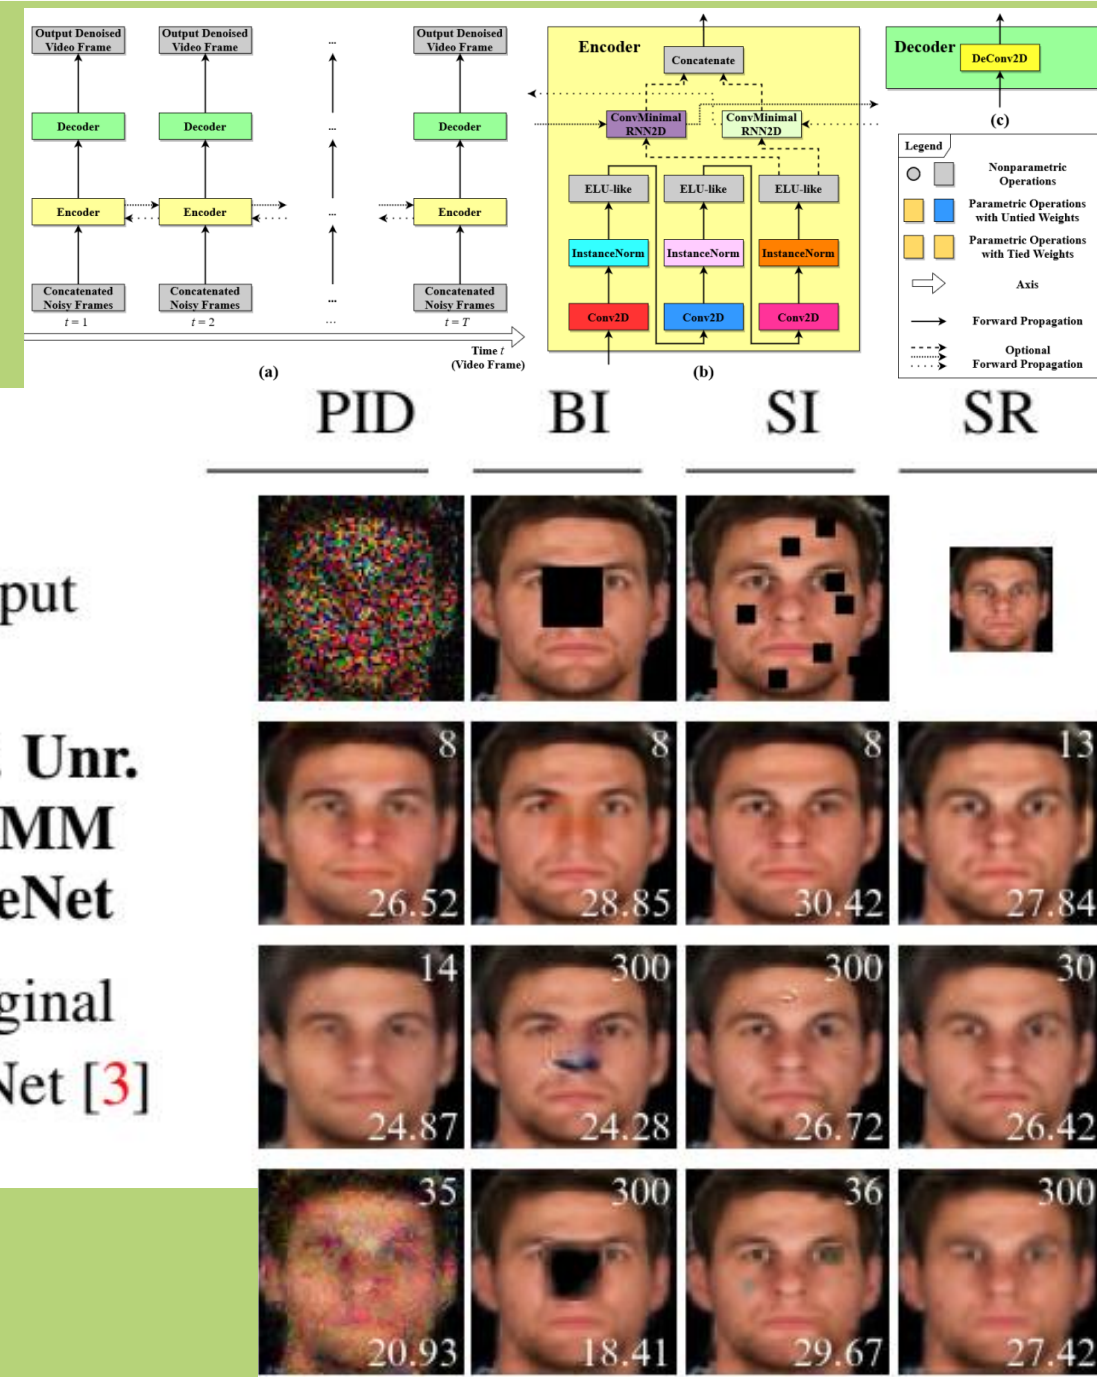 Output Denoised
Video Frame
Output Denoised
Video Frame
...
Output Denoised
Video Frame
Decoder
Decoder
...
Decoder
Encoder
Encoder
...
Encoder
Concatenated
Noisy Frames
Concatenated
Noisy Frames
...
Concatenated
Noisy Frames
t = 1
t = 2
...
t = T
Time t
(Video Frame)
(a)
Encoder
Concatenate
ConvMinimal
RNN2D
ConvMinimal
RNN2D
ELU-like
ELU-like
ELU-like
InstanceNorm
InstanceNorm
InstanceNorm
Conv2D
Conv2D
Conv2D
(b)
Decoder
DeConv2D
(c)
Legend
Nonparametric
Operations
Parametric Operations
with Untied Weights
Parametric Operations
with Tied Weights
Axis
Forward Propagation
Optional
Forward Propagation
PID BI SI SR
put
Unr.
MM
eNet
8 8 8 13
26.52 28.85 30.42 27.84
ginal
Net [3]
14 300 300 30
24.87 24.28 26.72 26.42
35 300 36 300
20.93 18.41 29.67 27.42